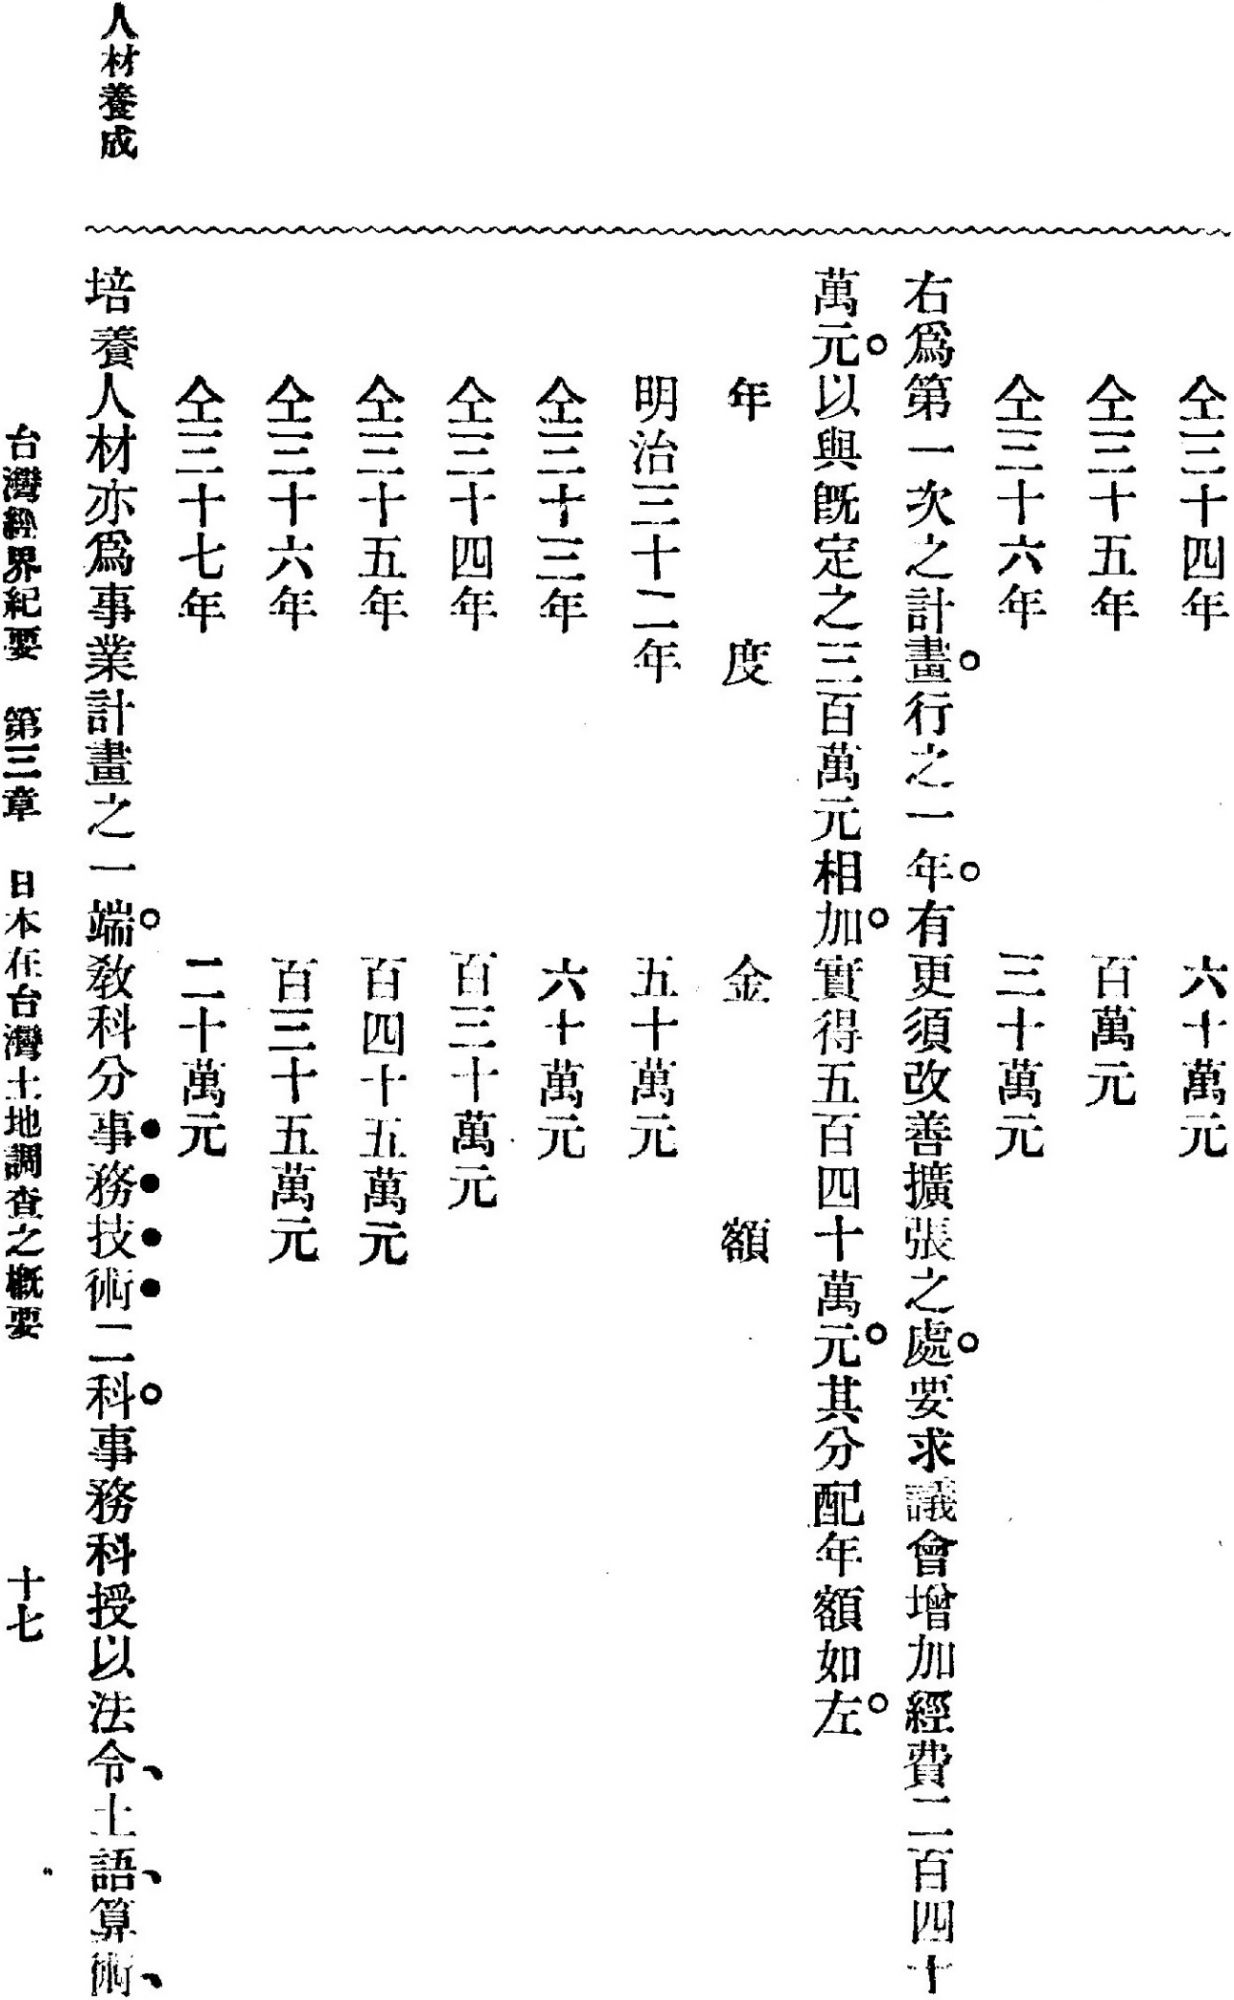 仝三十四年　六十萬元
仝三十五年　百萬元
仝三十六年　三十萬元
右爲第一次之計畫。行之一年。有更須改善擴張之處。要求議會增加經費二百四十
萬元。以與旣定之三百萬元相加。實得五百四十萬元。其分配年額如左。
年度　金額
明治三十二年　五十萬元
仝三十三年　六十萬元
仝三十四年　百三十萬元
仝三十五年　百四十五萬元
仝三十六年　百三十五萬元
仝三十七年　二十萬元
人材養成
培養人材亦爲事業計畫之一端。敎科分事務技術二科。事務科授以法令、土語、算術、
台灣經界紀要　第三章　日本在台灣土地調查之槪要　十七